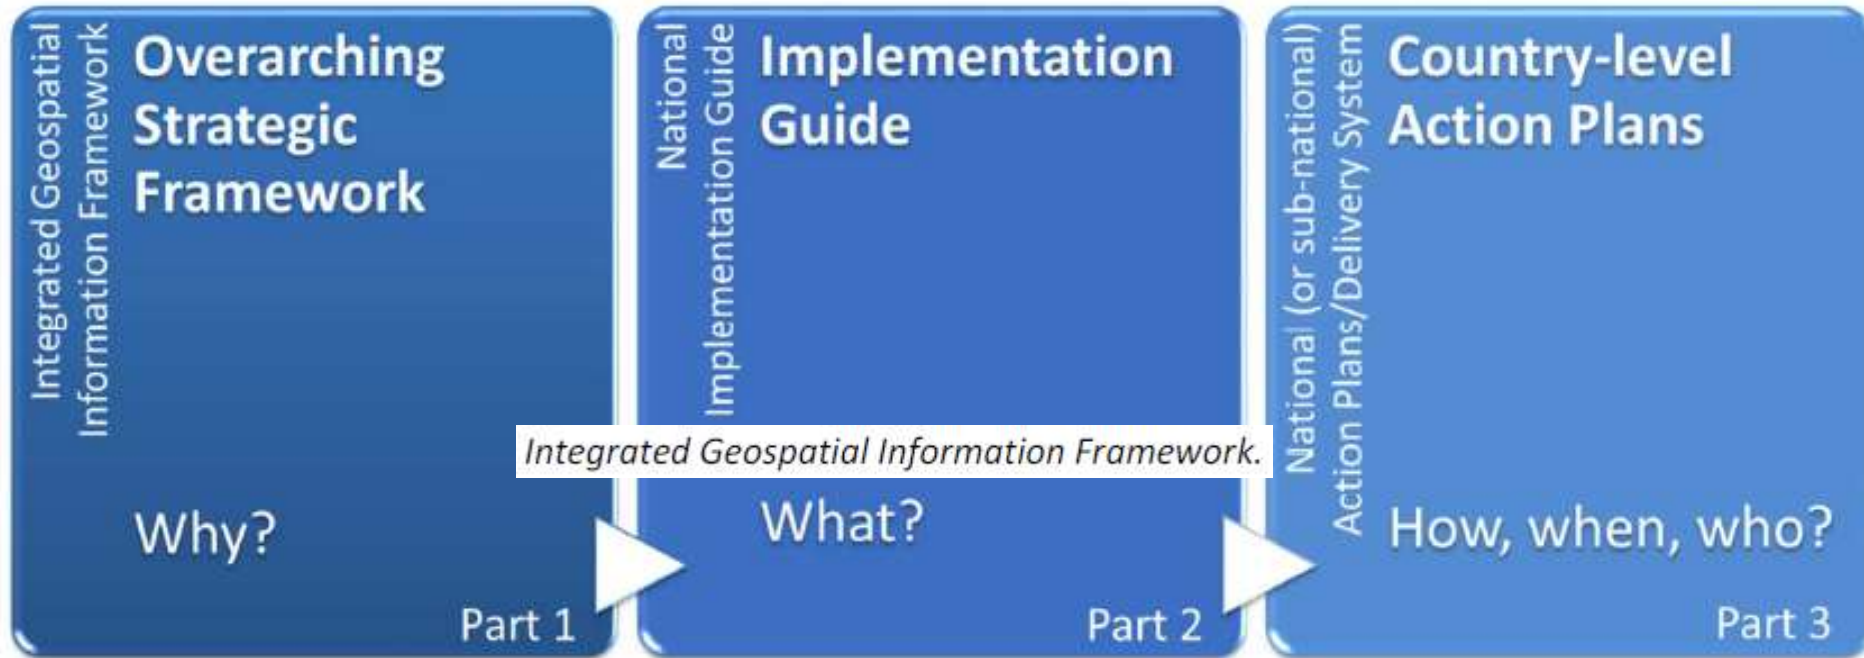 Integrated Geospatial
Information Framework
Overarching
Strategic
Framework
Why?
Part 1
National
Implementation Guide
Implementation
Guide
What?
Part 2
National (or sub-national)
Action Plans/Delivery System
Country-level
Action Plans
How, when, who?
Part 3
Integrated Geospatial Information Framework.